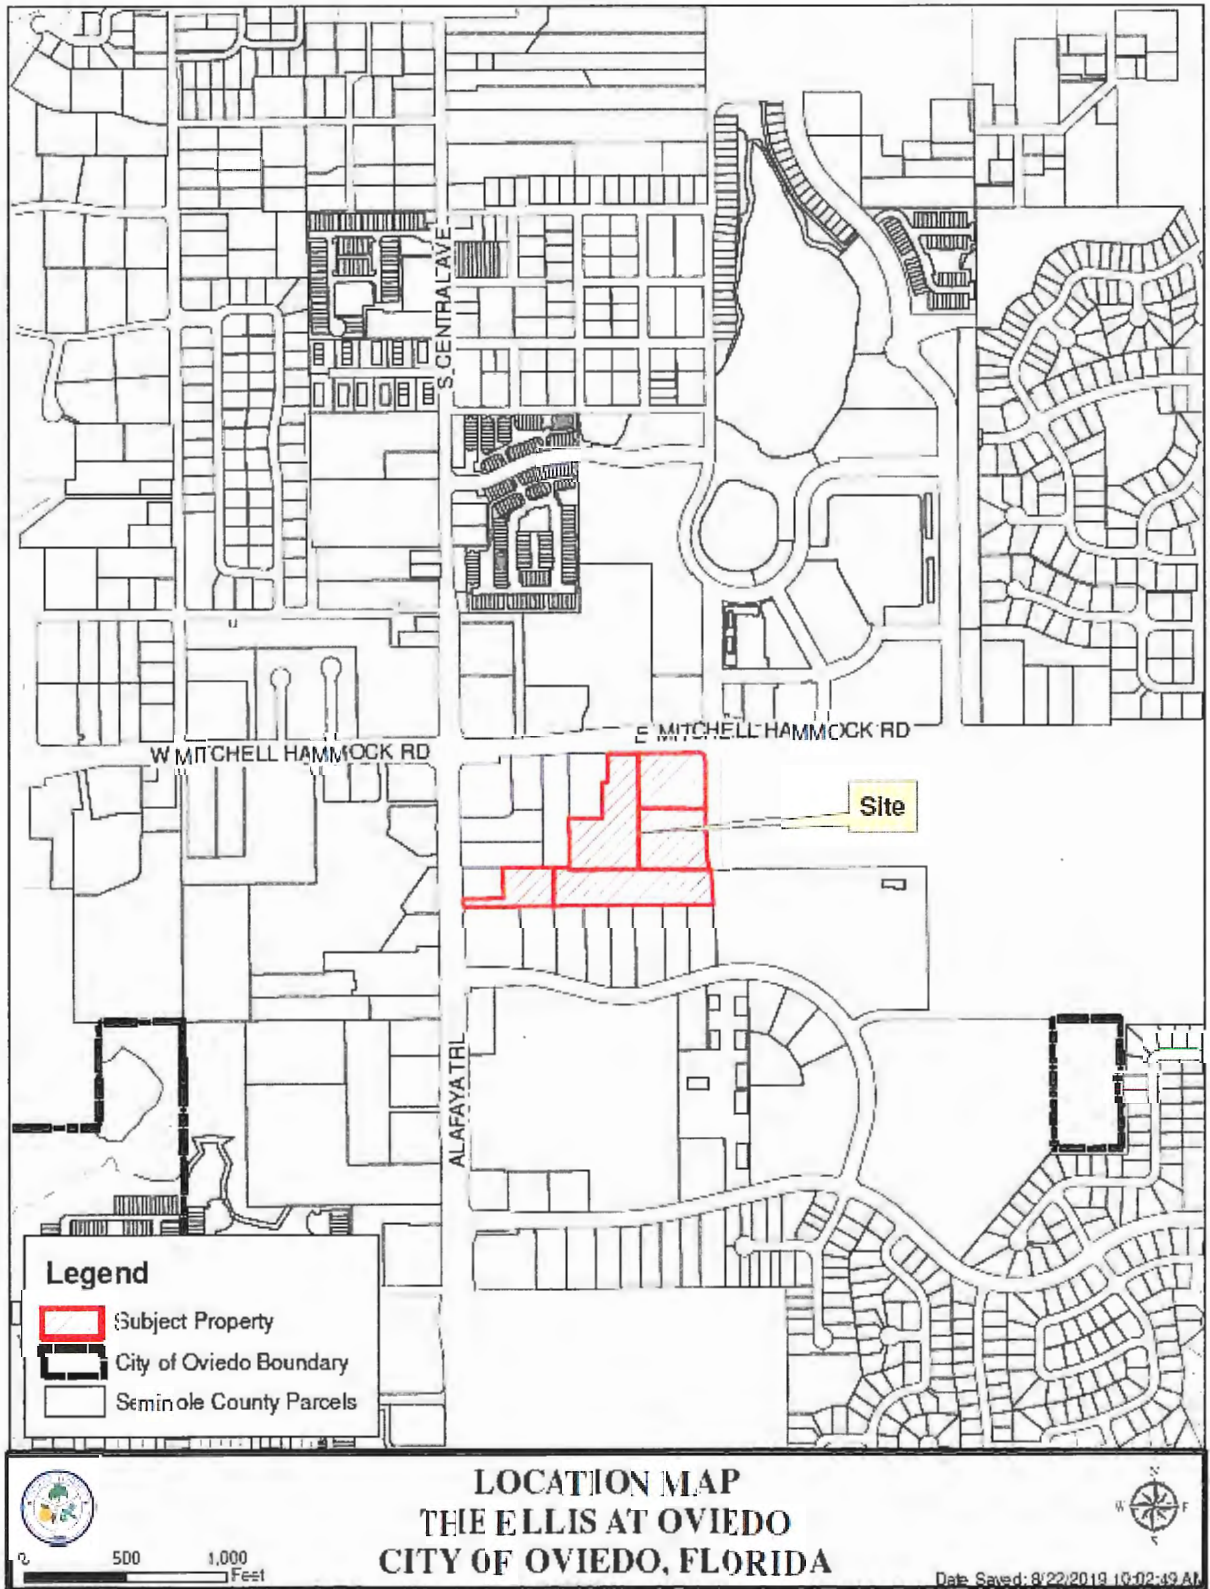 S. CENTRAL AVE
E MITCHELL HAMMOCK RD
W MITCHELL HAMMOCK RD
Site
ALAFAYA TRL
Legend
Subject Property
City of Oviedo Boundary
Seminole County Parcels
LOCATION MAP
THE ELLIS AT OVIEDO
CITY OF OVIEDO, FLORIDA
N
W E
S
0 500 1,000
Feet
Date Saved: 8/22/2019 10:02:49 AM